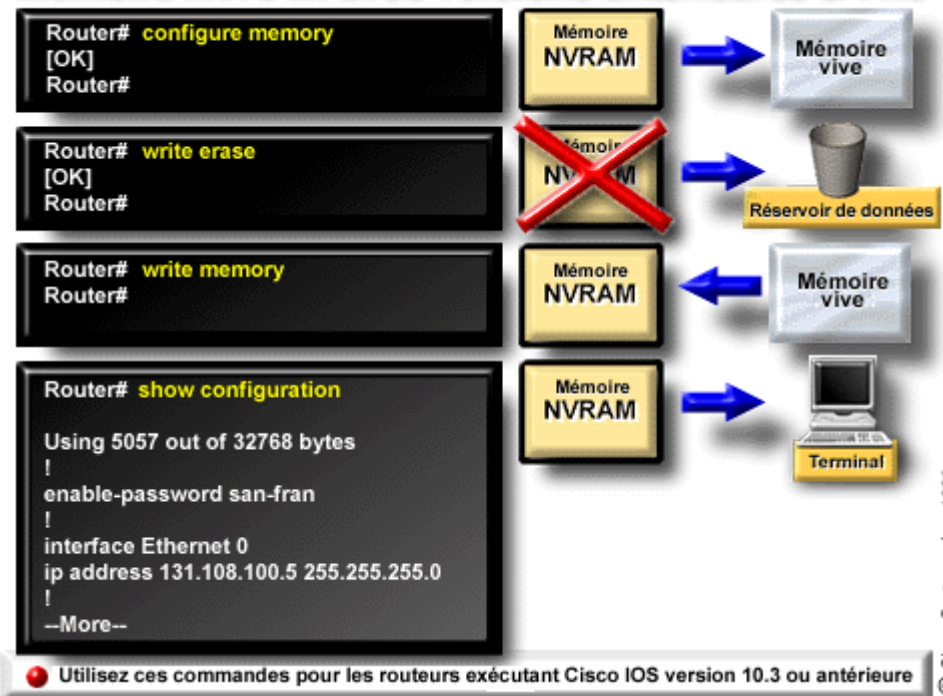 Router# configure memory
[OK]
Router#
Mémoire
NVRAM
Mémoire
vive
Router# write erase
[OK]
Router#
Réservoir de données
Router# write memory
Router#
Mémoire
NVRAM
Mémoire
vive
Router# show configuration
Using 5057 out of 32768 bytes
!
enable-password san-fran
!
interface Ethernet 0
ip address 131.108.100.5 255.255.255.0
!
--More--
Mémoire
NVRAM
Terminal
Utilisez ces commandes pour les routeurs exécutant Cisco IOS version 10.3 ou antérieure